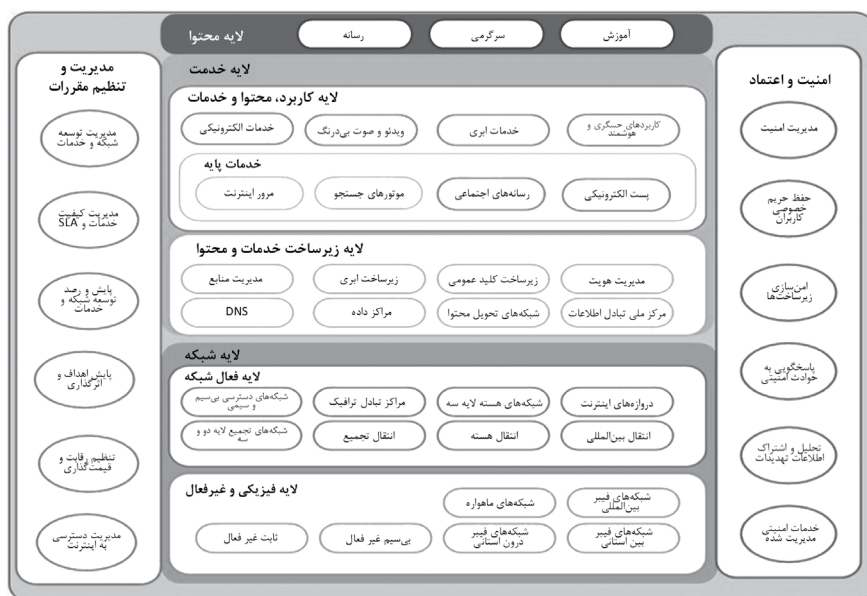 لایه محتوا
آموزش
سرگرمی
رسانه
امنیت و اعتماد
مدیریت امنیت
حفظ حریم
خصوصی
کاربران
امن‌سازی
زیرساخت‌ها
پاسخگویی به
حوادث امنیتی
تحلیل و اشتراک
اطلاعات تهدیدات
خدمات امنیتی
مدیریت شده
لایه خدمت
لایه کاربرد، محتوا و خدمات
کاربردهای حسگری و
هوشمند
خدمات ابری
ویدئو و صوت بی‌درنگ
خدمات الکترونیکی
خدمات پایه
پست الکترونیکی
رسانه‌های اجتماعی
موتورهای جستجو
مرور اینترنت
لایه زیرساخت خدمات و محتوا
مدیریت هویت
زیرساخت کلید عمومی
زیرساخت ابری
مدیریت منابع
مرکز ملی تبادل اطلاعات
شبکه‌های تحویل محتوا
مراکز داده
DNS
لایه شبکه
لایه فعال شبکه
دروازه‌های اینترنت
شبکه‌های هسته لایه سه
مراکز تبادل ترافیک
شبکه‌های دسترسی بی‌سیم
و سیمی
انتقال بین‌المللی
انتقال هسته
انتقال تجمیع
شبکه‌های تجمیع لایه دو و
سه
لایه فیزیکی و غیرفعال
شبکه‌های فیبر
بین‌المللی
شبکه‌های ماهواره
شبکه‌های فیبر
بین استانی
شبکه‌های فیبر
درون استانی
بی‌سیم غیر فعال
ثابت غیر فعال
مدیریت و
تنظیم مقررات
مدیریت توسعه
شبکه و خدمات
مدیریت کیفیت
خدمات و SLA
پایش و رصد
توسعه شبکه و
خدمات
پایش اهداف و
اثرگذاری
تنظیم رقابت و
قیمت‌گذاری
مدیریت دسترسی
به اینترنت